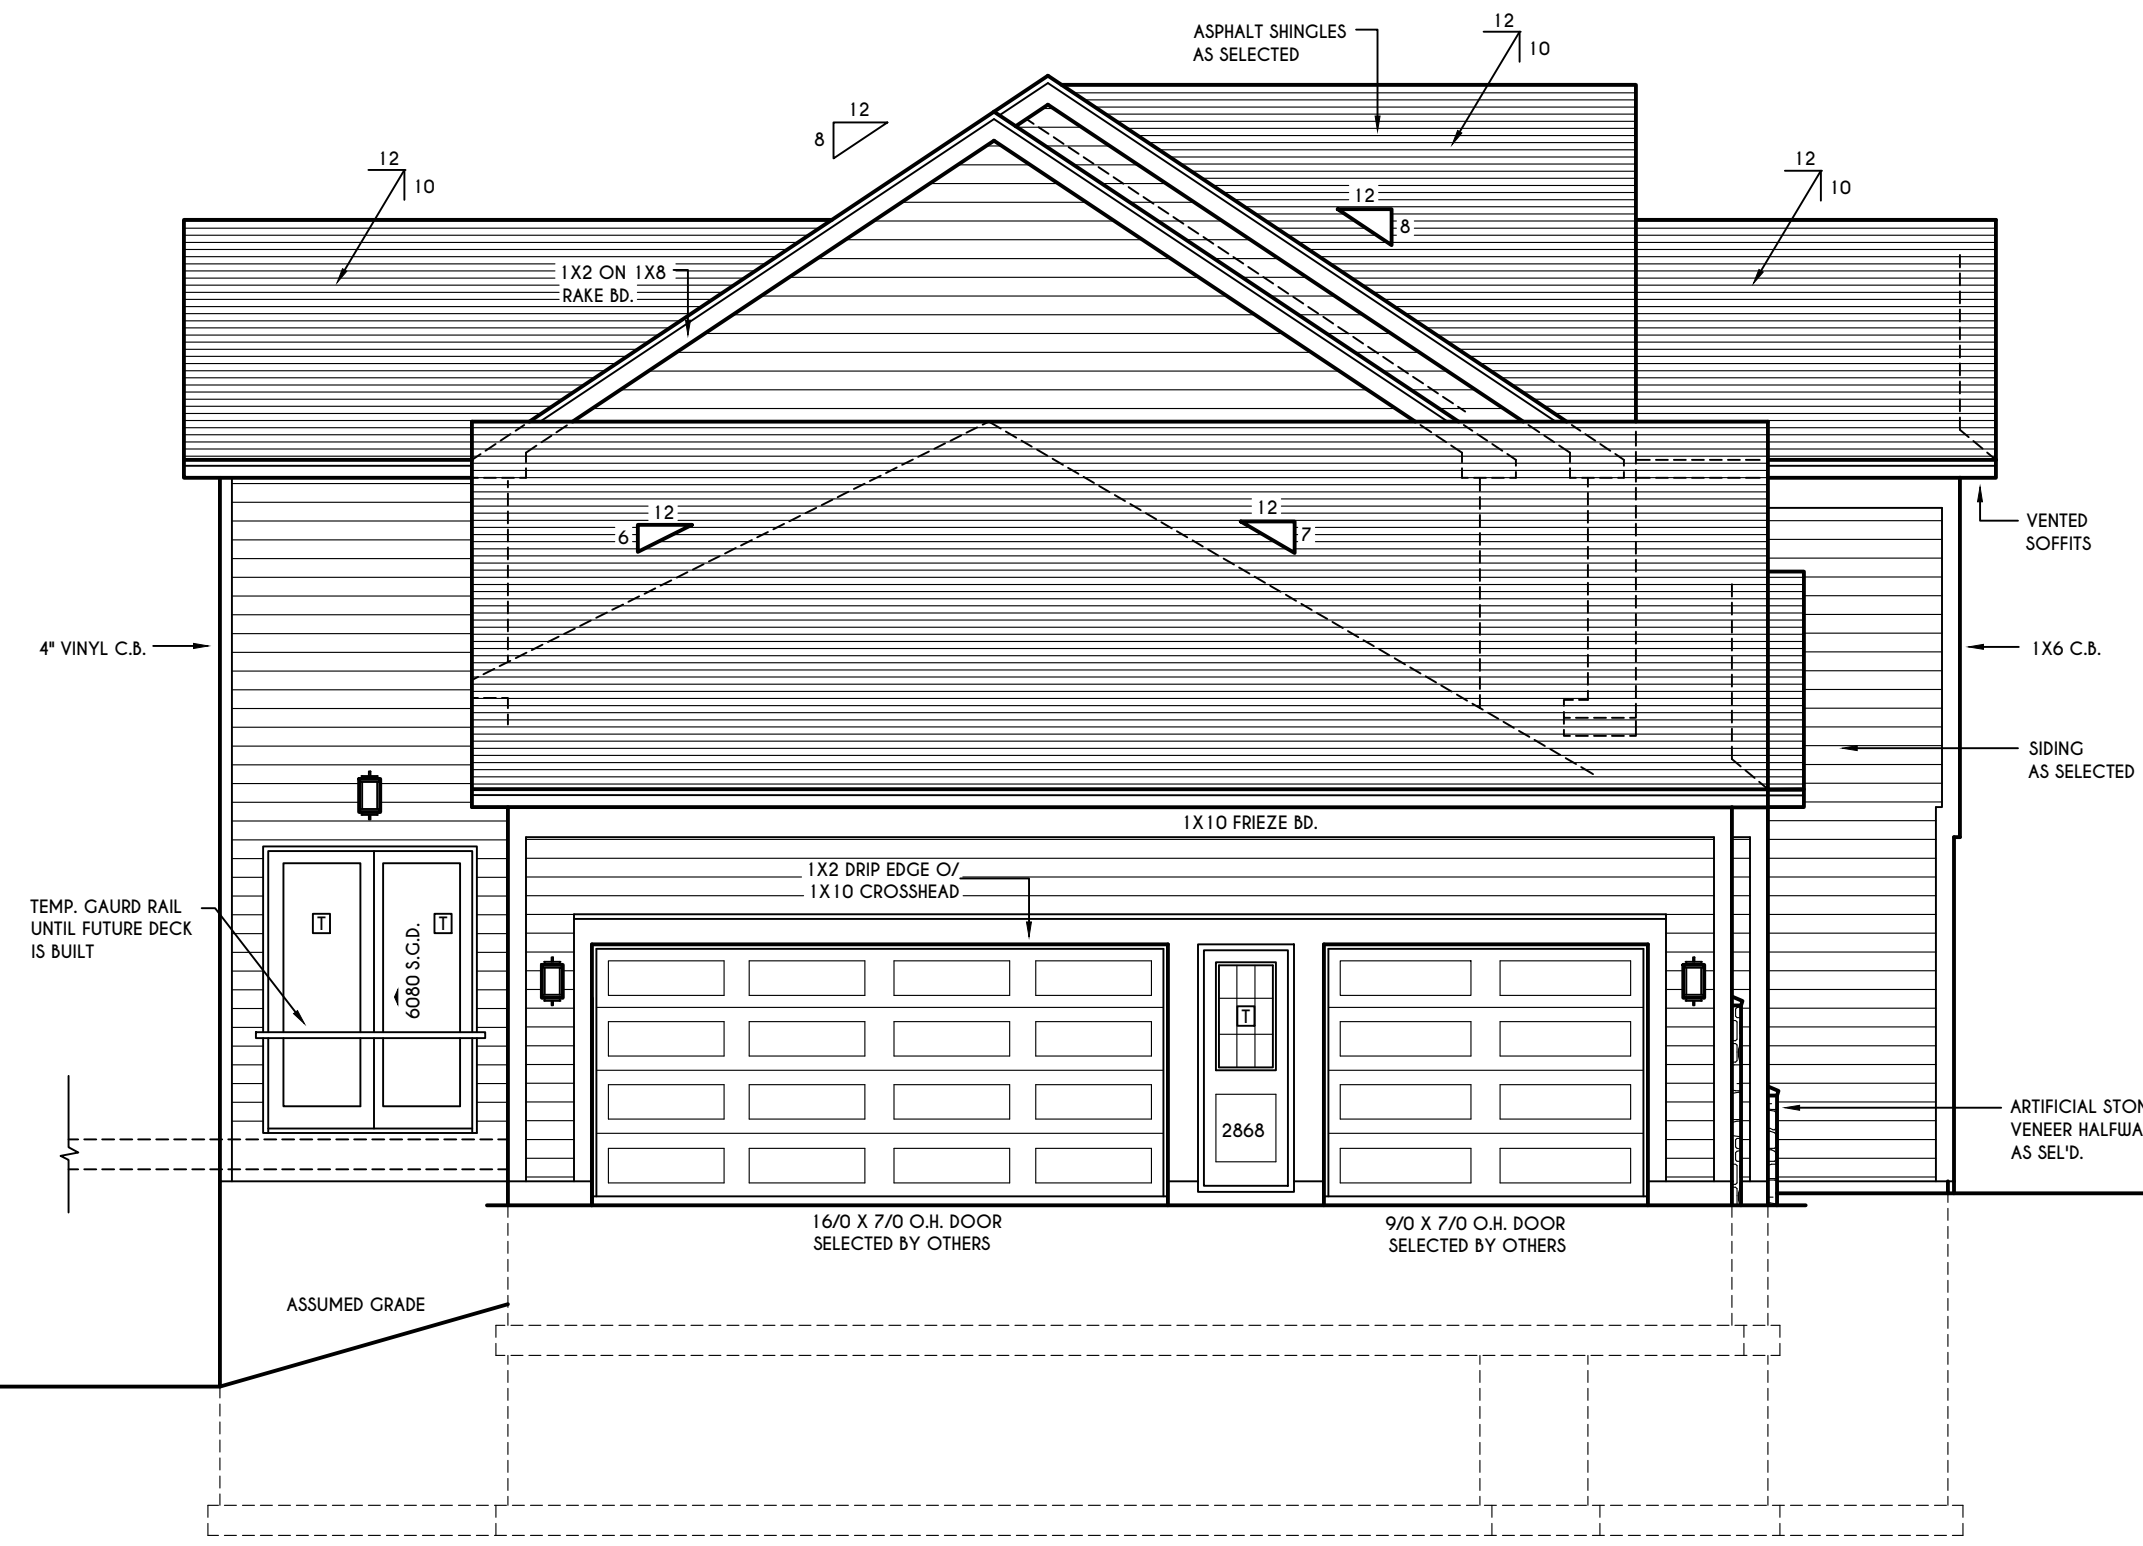 ASPHALT SHINGLES
AS SELECTED
12
10
12
8
12
10
12
10
12
8
1X2 ON 1X8
RAKE BD.
12
6
12
7
VENTED
SOFFITS
4" VINYL C.B.
1X6 C.B.
SIDING
AS SELECTED
1X10 FRIEZE BD.
1X2 DRIP EDGE O/
1X10 CROSSHEAD
TEMP. GAURD RAIL
UNTIL FUTURE DECK
IS BUILT
T
T
6080 S.G.D.
T
2868
ARTIFICIAL STON
VENEER HALFWA
AS SEL'D.
16/0 X 7/0 O.H. DOOR
SELECTED BY OTHERS
9/0 X 7/0 O.H. DOOR
SELECTED BY OTHERS
ASSUMED GRADE